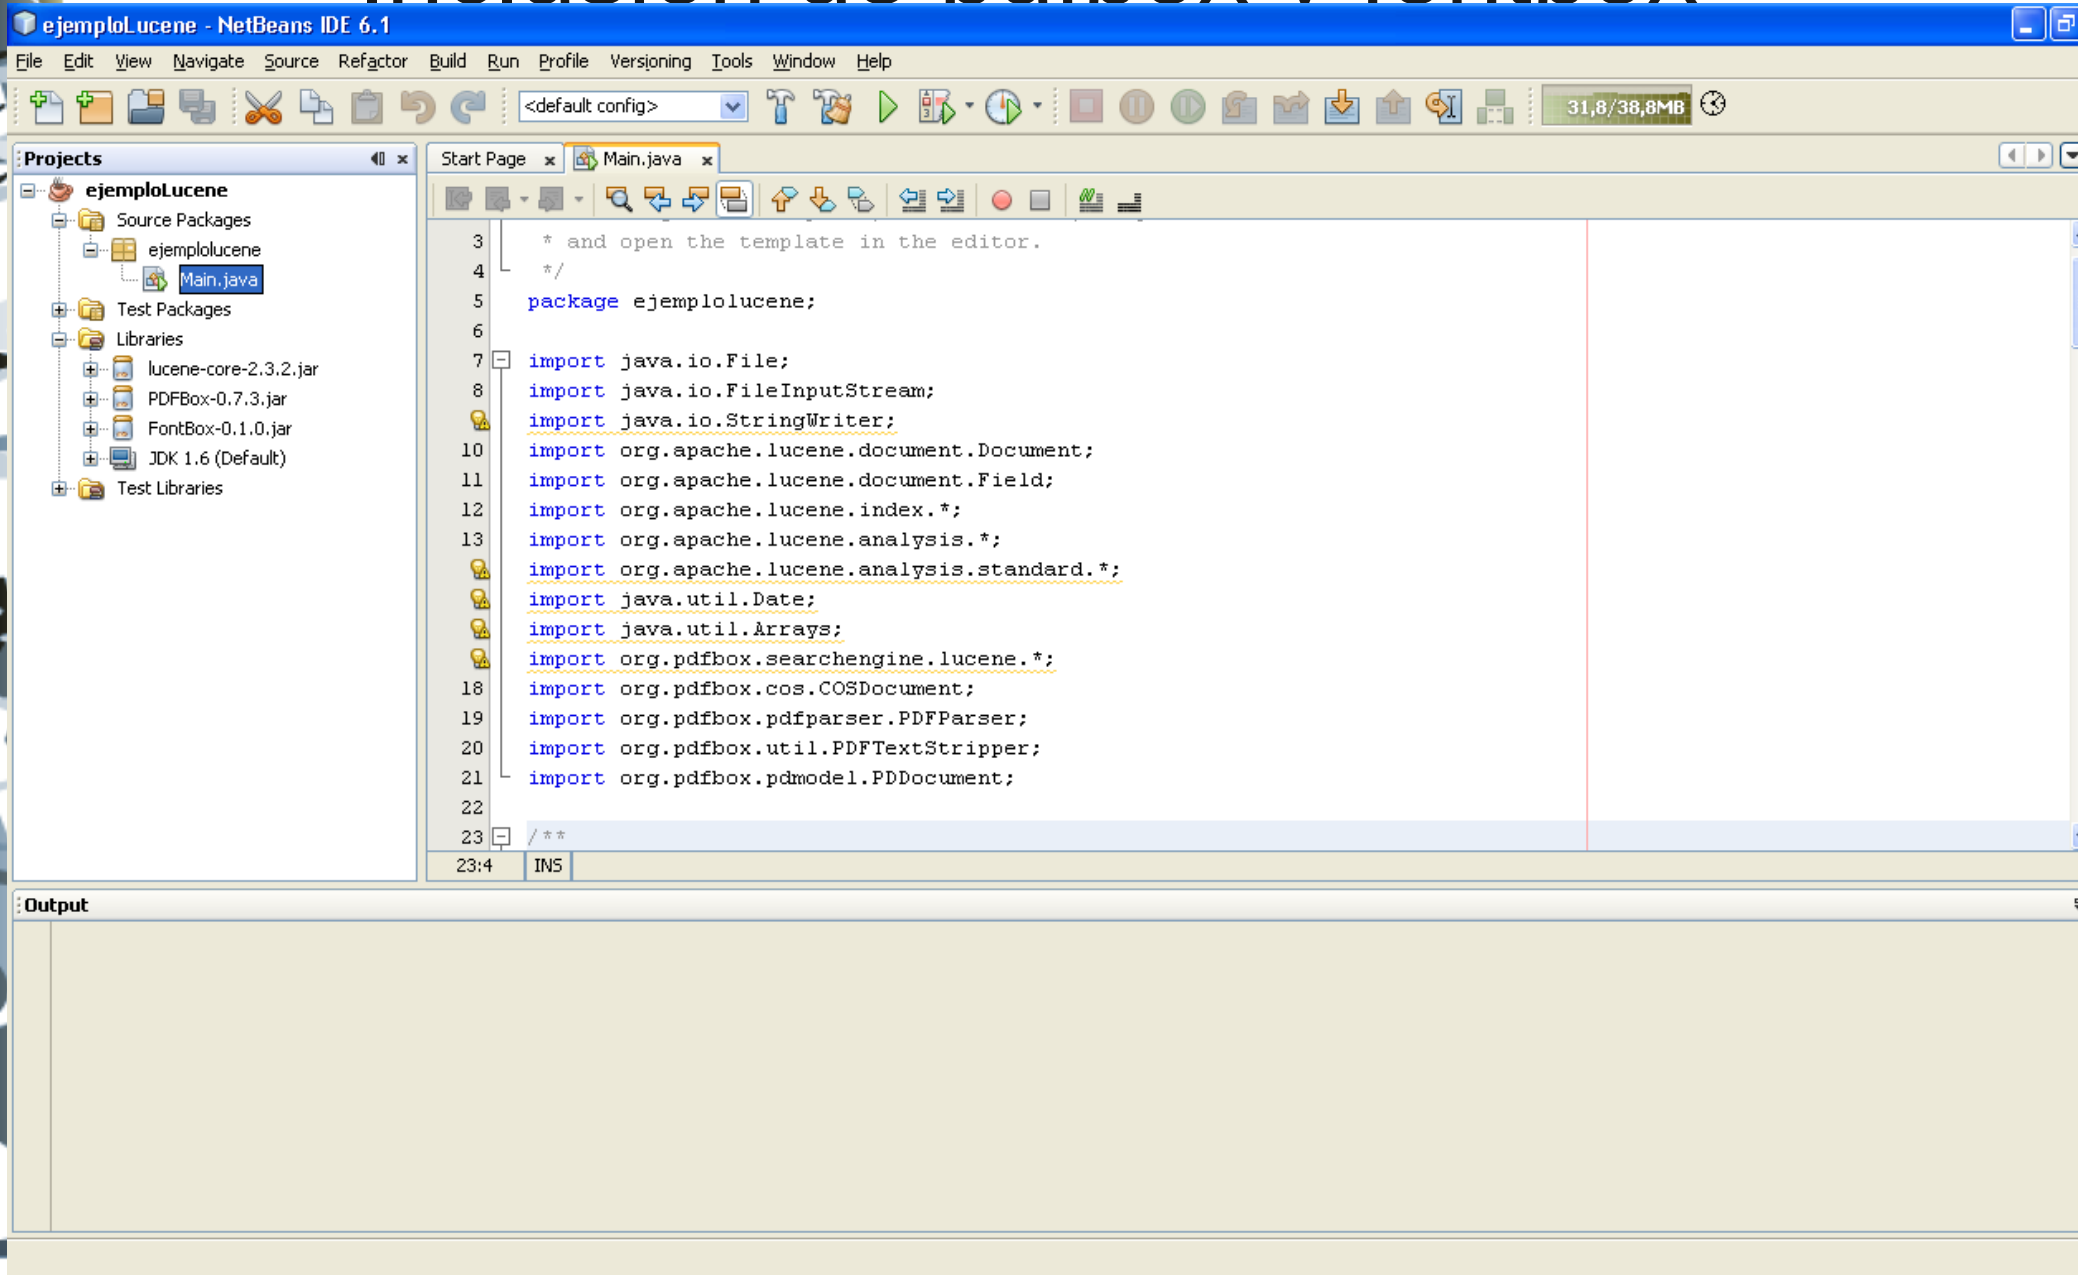 ejemploLucene - NetBeans IDE 6.1
File Edit View Navigate Source Refactor Build Run Profile Versioning Tools Window Help
<default config>
31,8/38,8MB
Projects
Start Page
Main.java
ejemploLucene
Source Packages
ejemplolucene
Main.java
Test Packages
Libraries
lucene-core-2.3.2.jar
PDFBox-0.7.3.jar
FontBox-0.1.0.jar
JDK 1.6 (Default)
Test Libraries
3 * and open the template in the editor.
4 */
5 package ejemplolucene;
6
7 import java.io.File;
8 import java.io.FileInputStream;
import java.io.StringWriter;
10 import org.apache.lucene.document.Document;
11 import org.apache.lucene.document.Field;
12 import org.apache.lucene.index.*;
13 import org.apache.lucene.analysis.*;
import org.apache.lucene.analysis.standard.*;
import java.util.Date;
import java.util.Arrays;
import org.pdfbox.searchengine.lucene.*;
18 import org.pdfbox.cos.COSDocument;
19 import org.pdfbox.pdfparser.PDFParser;
20 import org.pdfbox.util.PDFTextStripper;
21 import org.pdfbox.pdmodel.PDDocument;
22
23 /**
23:4 INS
Output